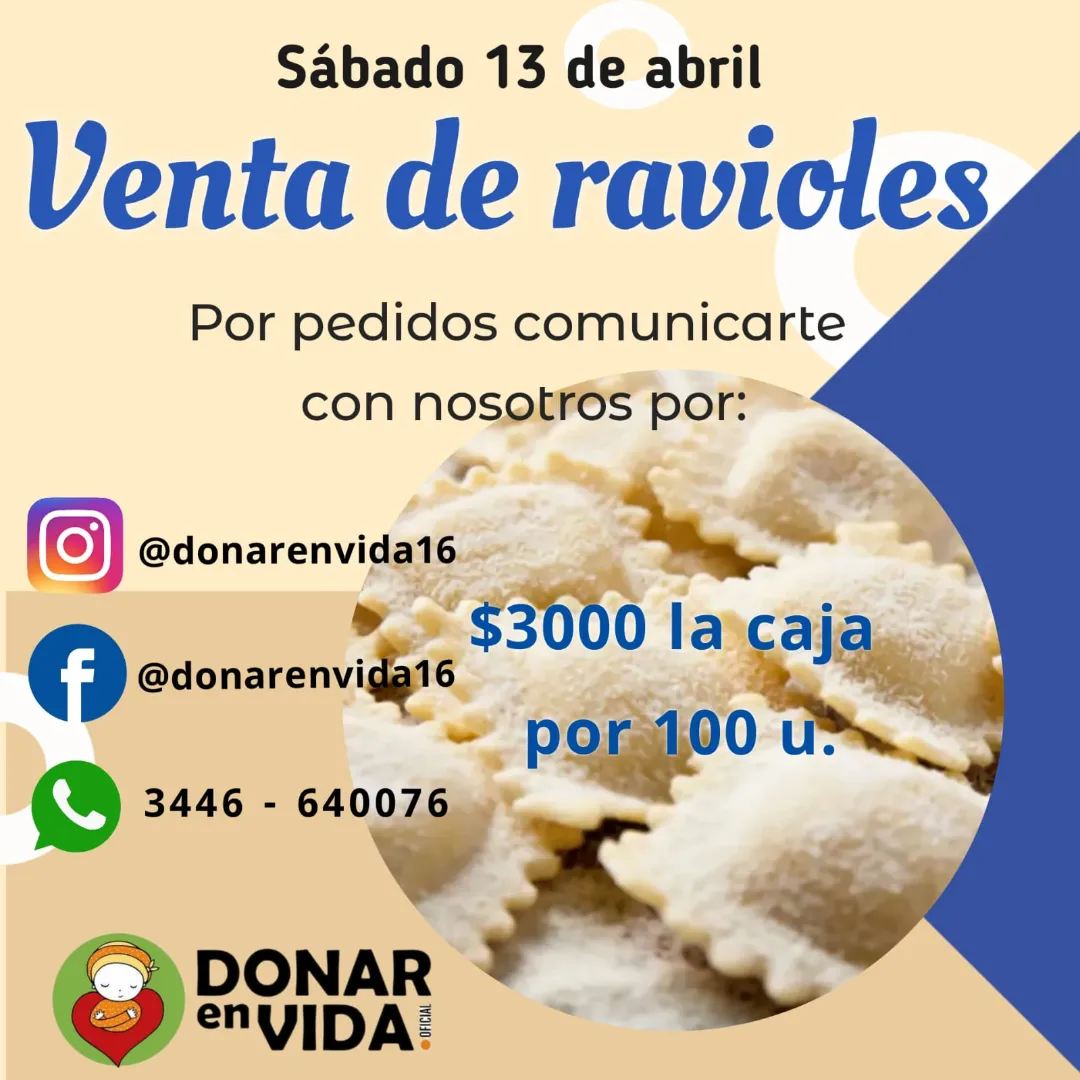 Sábado 13 de abril
Venta de ravioles
Por pedidos comunicarte
con nosotros por:
@donarenvida16
@donarenvida16
3446 - 640076
$3000 la caja
por 100 u.
DONAR
en VIDA.
OFICIAL